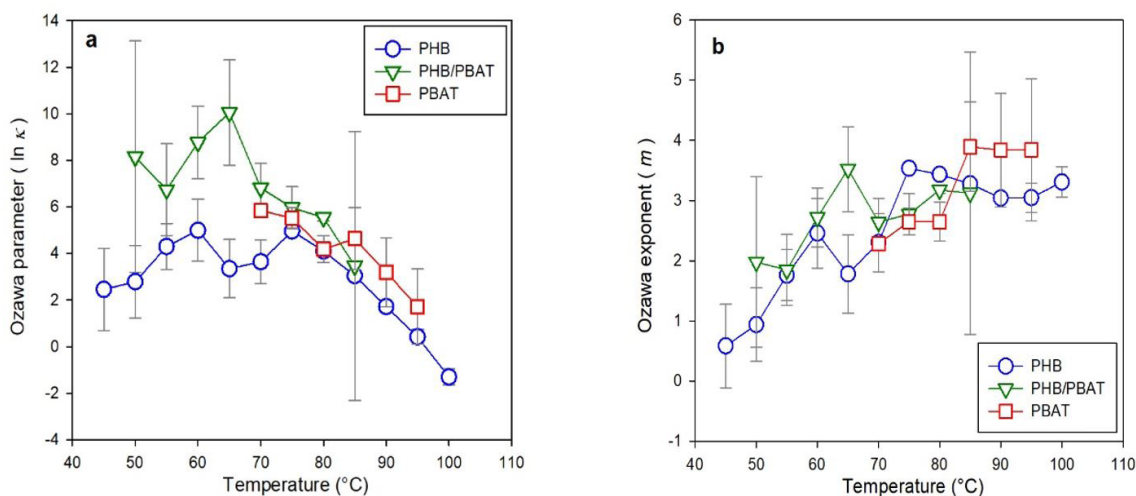 a
PHB
PHB/PBAT
PBAT
Ozawa parameter ( ln κ )
14
12
10
8
6
4
2
0
-2
-4
40 50 60 70 80 90 100 110
Temperature (°C)
b
PHB
PHB/PBAT
PBAT
Ozawa exponent ( m )
6
5
4
3
2
1
0
-1
40 50 60 70 80 90 100 110
Temperature (°C)